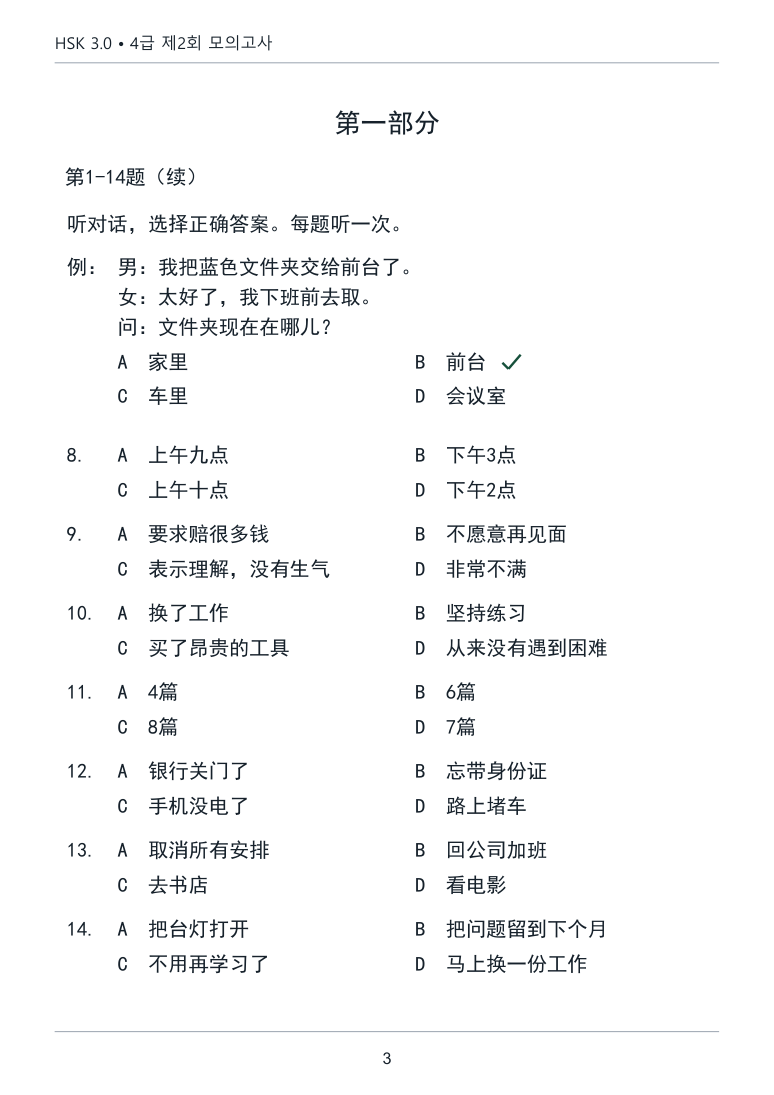 HSK 3.0 • 4급 제2회 모의고사
第一部分
第1-14题（续）
听对话，选择正确答案。每题听一次。
例： 男：我把蓝色文件夹交给前台了。
女：太好了，我下班前去取。
问：文件夹现在在哪儿？
A 家里 B 前台 ✓
C 车里 D 会议室
8. A 上午九点 B 下午3点
C 上午十点 D 下午2点
9. A 要求赔很多钱 B 不愿意再见面
C 表示理解，没有生气 D 非常不满
10. A 换了工作 B 坚持练习
C 买了昂贵的工具 D 从来没有遇到困难
11. A 4篇 B 6篇
C 8篇 D 7篇
12. A 银行关门了 B 忘带身份证
C 手机没电了 D 路上堵车
13. A 取消所有安排 B 回公司加班
C 去书店 D 看电影
14. A 把台灯打开 B 把问题留到下个月
C 不用再学习了 D 马上换一份工作
3